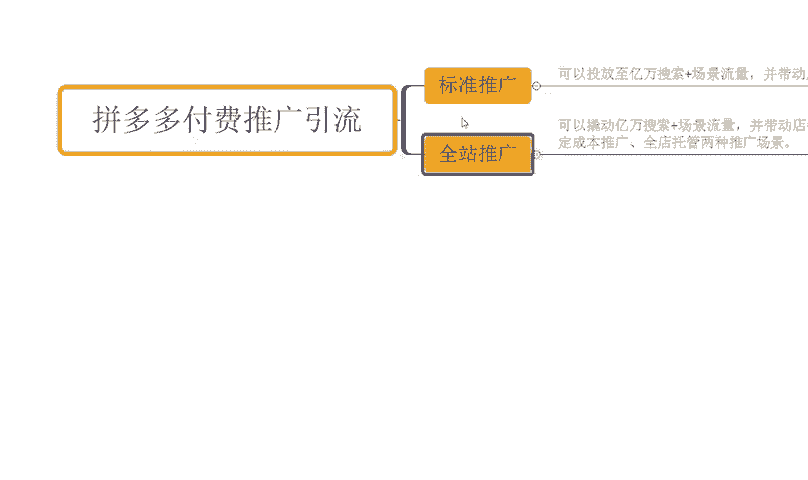 拼多多付费推广引流
标准推广
可以投放至亿万搜索+场景流量，并带动
全站推广
可以撬动亿万搜索+场景流量，并带动店
定成本推广、全店托管两种推广场景。